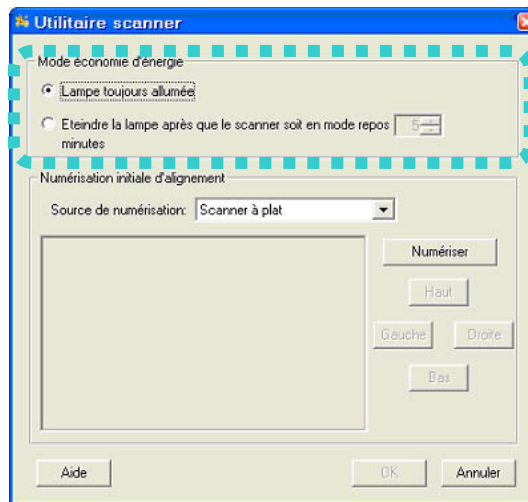 Utilitaire scanner
Mode économie d'énergie
Lampe toujours allumée
Eteindre la lampe après que le scanner soit en mode repos 5
minutes
Numérisation initiale d'alignement
Source de numérisation: Scanner à plat
Numériser
Haut
Gauche Droite
Bas
Aide OK Annuler